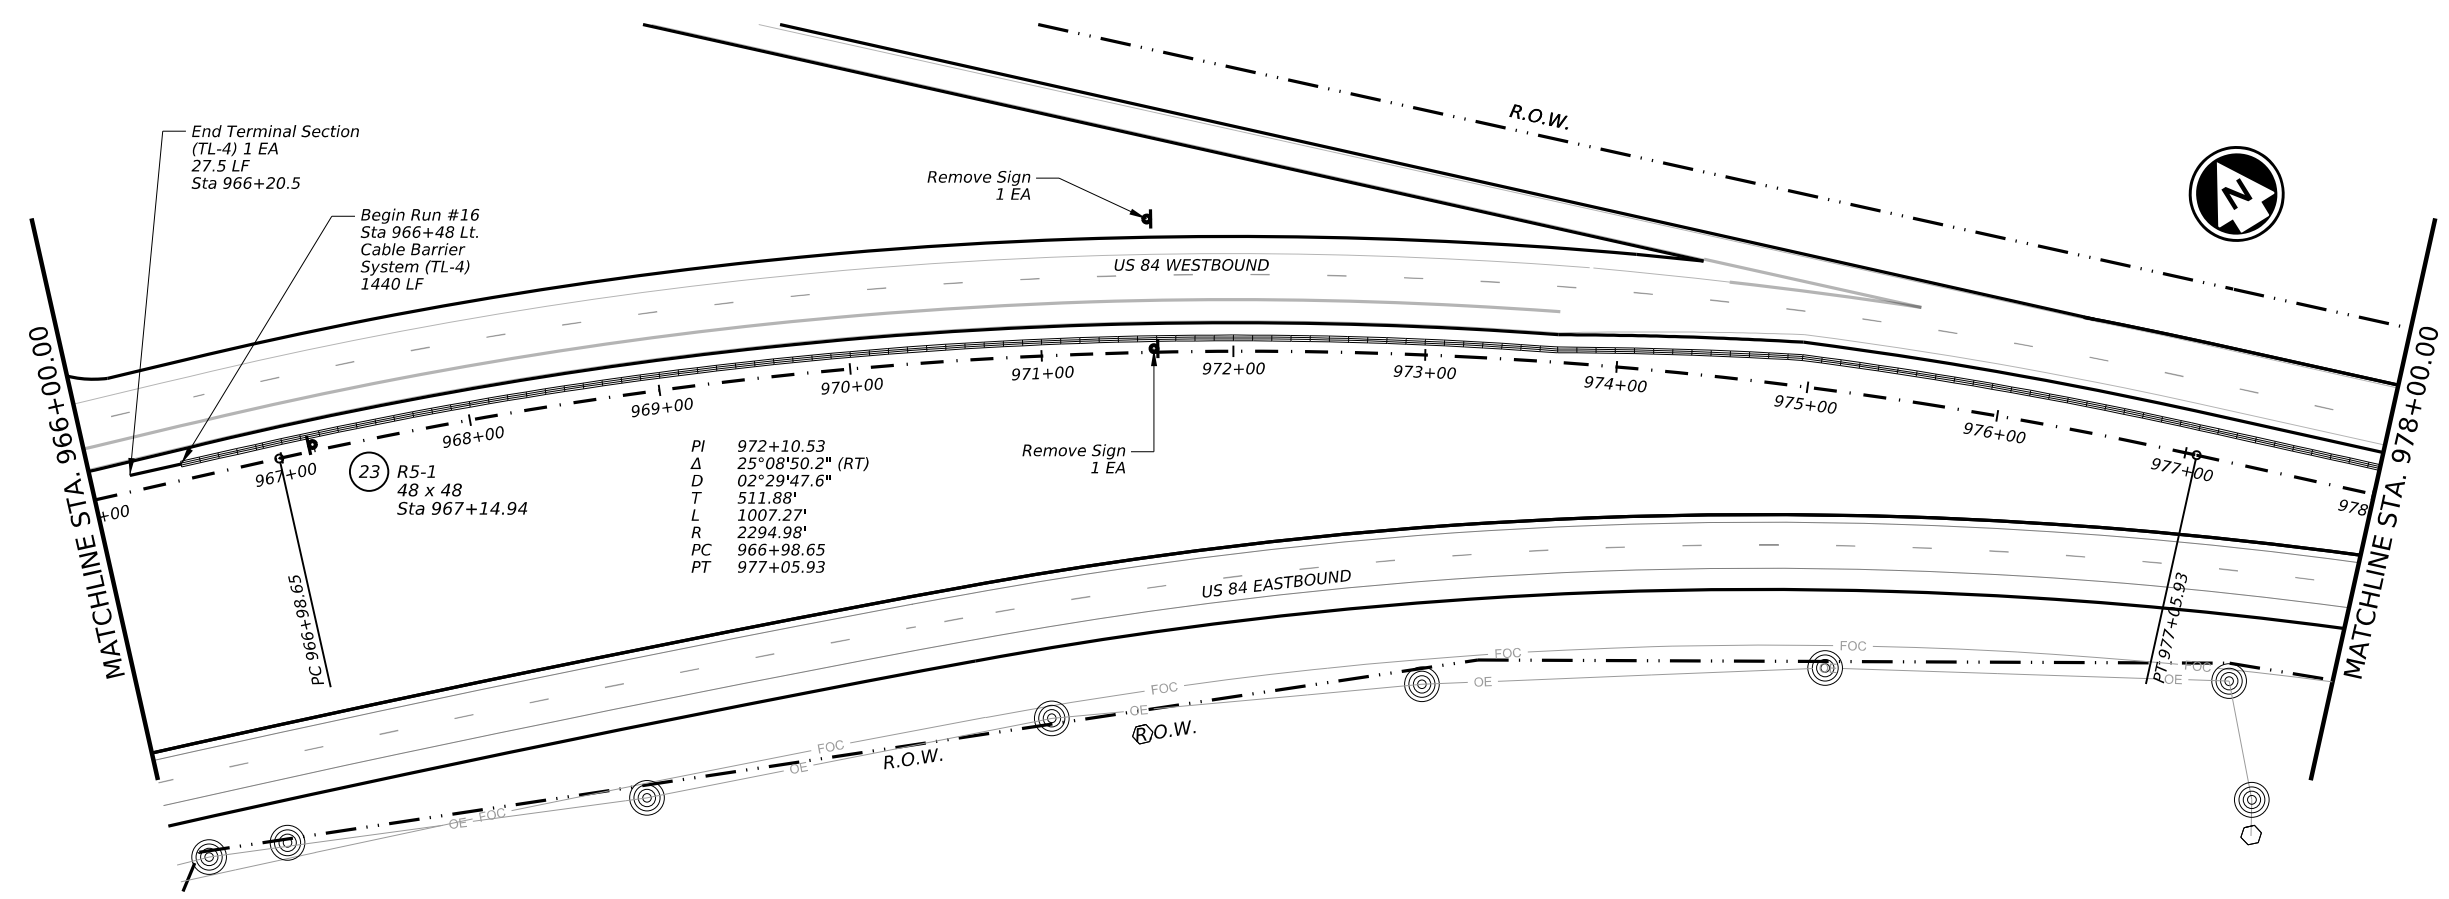 R.O.W.
End Terminal Section
(TL-4) 1 EA
27.5 LF
Sta 966+20.5
Begin Run #16
Sta 966+48 Lt.
Cable Barrier
System (TL-4)
1440 LF
Remove Sign
1 EA
N
US 84 WESTBOUND
MATCHLINE STA. 966+00.00
+00
967+00
968+00
969+00
970+00
971+00
972+00
973+00
974+00
975+00
976+00
977+00
978
MATCHLINE STA. 978+00.00
23
R5-1
48 x 48
Sta 967+14.94
PI 972+10.53
Δ 25°08'50.2" (RT)
D 02°29'47.6"
T 511.88'
L 1007.27'
R 2294.98'
PC 966+98.65
PT 977+05.93
Remove Sign
1 EA
PC 966+98.65
US 84 EASTBOUND
PT 977+05.93
FOC
FOC
FOC
OE
OE
FOC
OE
OE
R.O.W.
FOC
R.O.W.
OE
OE
FOC